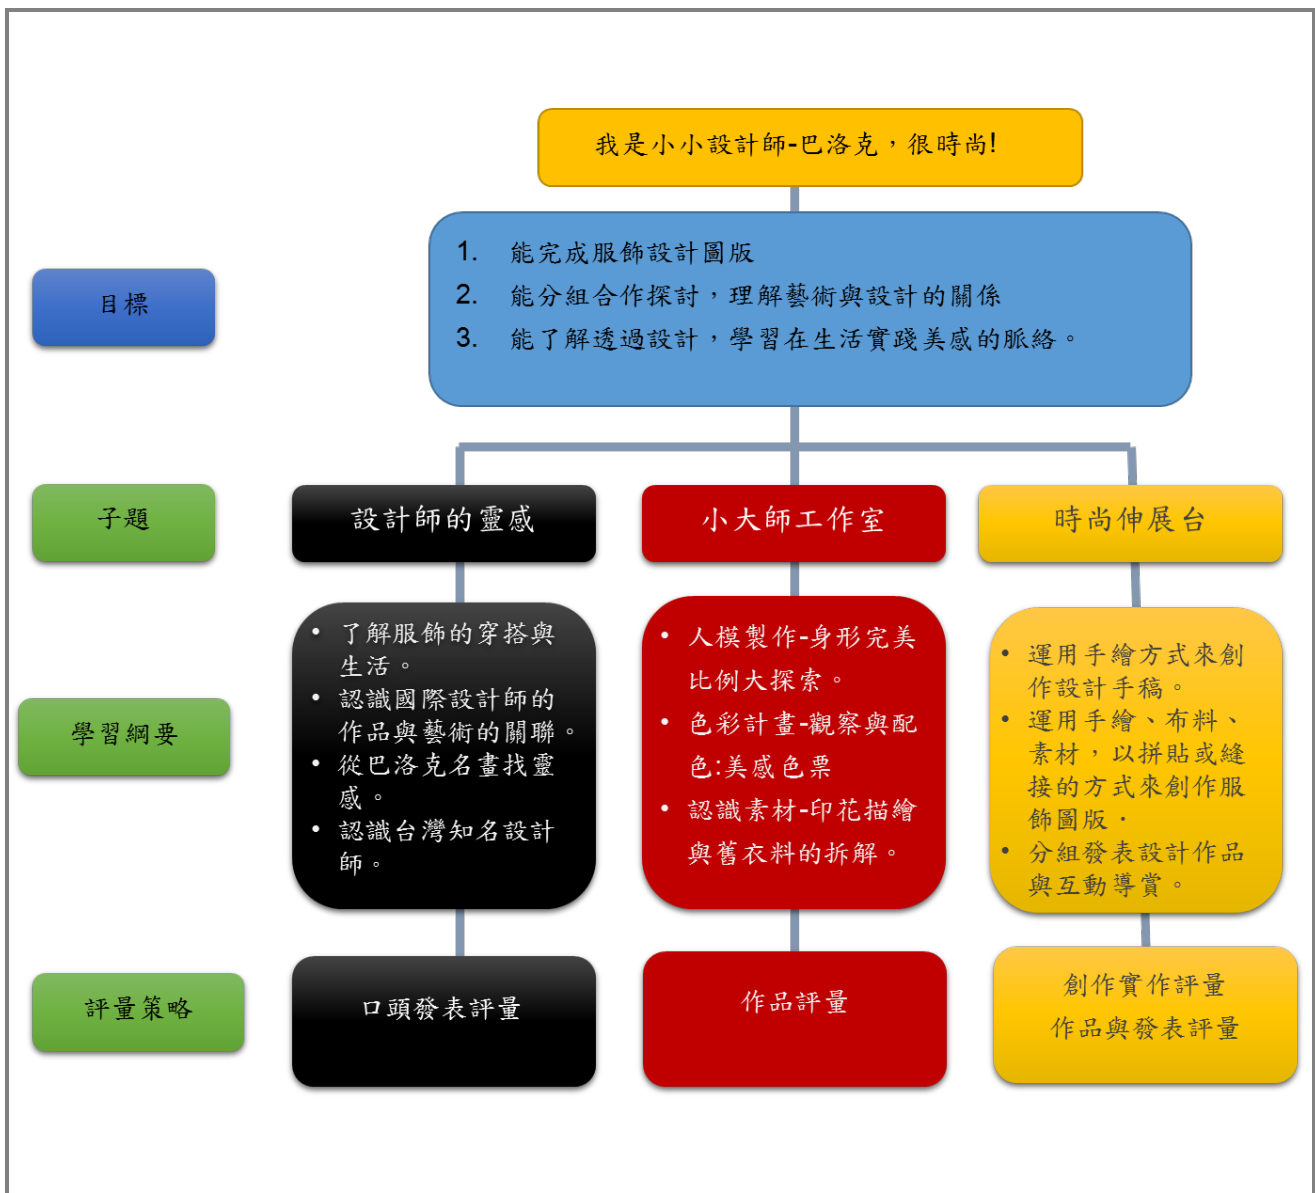 我是小小設計師-巴洛克，很時尚!
目標
1. 能完成服飾設計圖版
2. 能分組合作探討，理解藝術與設計的關係
3. 能了解透過設計，學習在生活實踐美感的脈絡。
子題
設計師的靈感
小大師工作室
時尚伸展台
學習綱要
• 了解服飾的穿搭與
生活。
• 認識國際設計師的
作品與藝術的關聯。
• 從巴洛克名畫找靈
感。
• 認識台灣知名設計
師。
• 人模製作-身形完美
比例大探索。
• 色彩計畫-觀察與配
色:美感色票
• 認識素材-印花描繪
與舊衣料的拆解。
• 運用手繪方式來創
作設計手稿。
• 運用手繪、布料、
素材，以拼貼或縫
接的方式來創作服
飾圖版．
• 分組發表設計作品
與互動導賞。
評量策略
口頭發表評量
作品評量
創作實作評量
作品與發表評量